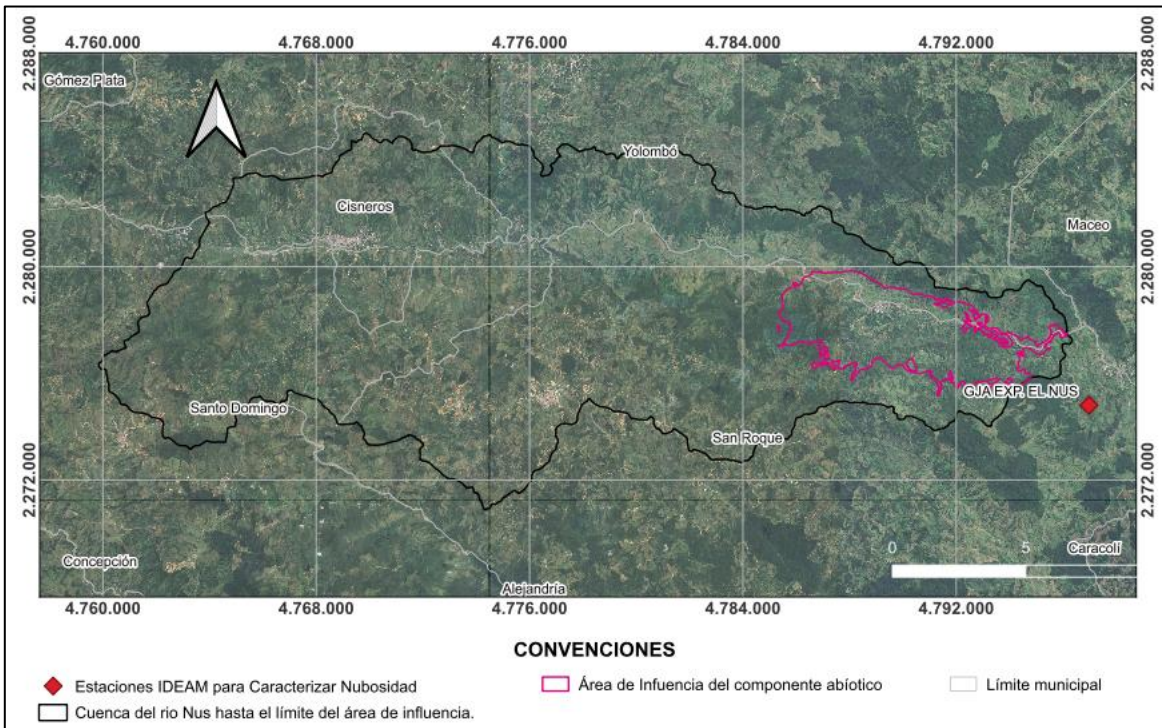 4.760.000 4.768.000 4.776.000 4.784.000 4.792.000
2.288.000 2.288.000
Gómez Plata
Yolombó
Cisneros
Maceo
2.280.000 2.280.000
GJA EXP. EL NUS
Santo Domingo
San Roque
2.272.000 2.272.000
0 5
Caracolí
Concepción
Alejandría
4.760.000 4.768.000 4.776.000 4.784.000 4.792.000
CONVENCIONES
Estaciones IDEAM para Caracterizar Nubosidad Área de Infuencia del componente abíotico Límite municipal
Cuenca del rio Nus hasta el límite del área de influencia.